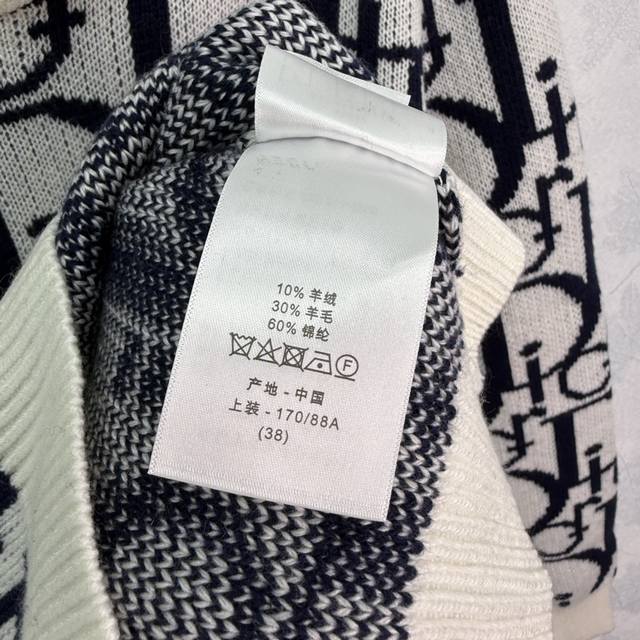 10% 羊绒
30% 羊毛
60% 锦纶
F
产地 - 中国
上装 - 170/88A
(38)